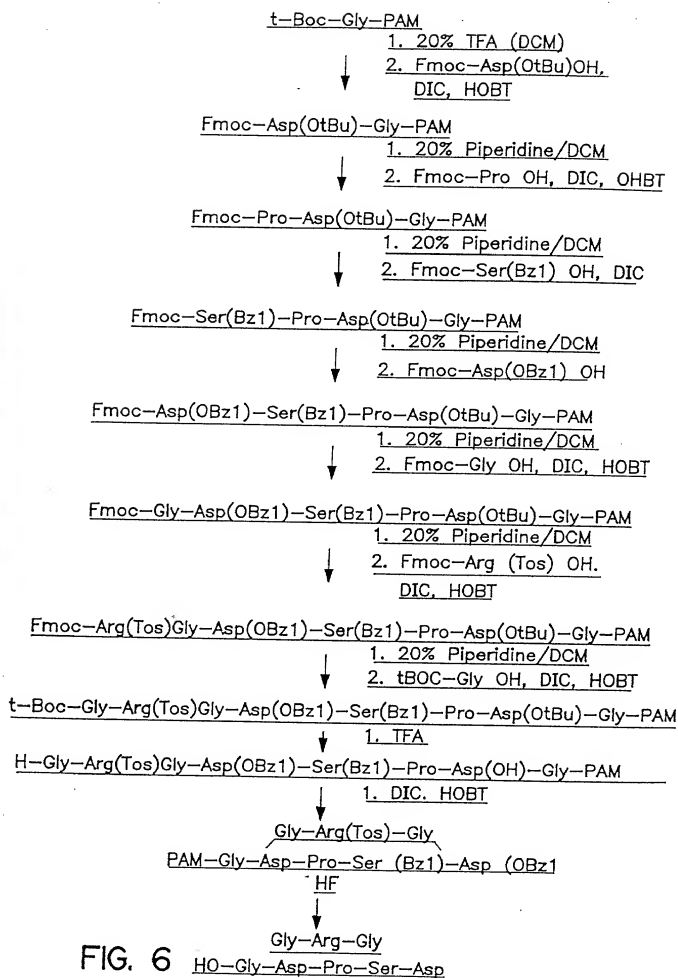 t-Boc-Gly-PAM
1. 20% TFA (DCM)
2. Fmoc-Asp(OtBu)OH,
DIC, HOBT
Fmoc-Asp(OtBu)-Gly-PAM
1. 20% Piperidine/DCM
2. Fmoc-Pro OH, DIC, OHBT
Fmoc-Pro-Asp(OtBu)-Gly-PAM
1. 20% Piperidine/DCM
2. Fmoc-Ser(Bz1) OH, DIC
Fmoc-Ser(Bz1)-Pro-Asp(OtBu)-Gly-PAM
1. 20% Piperidine/DCM
2. Fmoc-Asp(OBz1) OH
Fmoc-Asp(OBz1)-Ser(Bz1)-Pro-Asp(OtBu)-Gly-PAM
1. 20% Piperidine/DCM
2. Fmoc-Gly OH, DIC, HOBT
Fmoc-Gly-Asp(OBz1)-Ser(Bz1)-Pro-Asp(OtBu)-Gly-PAM
1. 20% Piperidine/DCM
2. Fmoc-Arg (Tos) OH.
DIC, HOBT
Fmoc-Arg(Tos)Gly-Asp(OBz1)-Ser(Bz1)-Pro-Asp(OtBu)-Gly-PAM
1. 20% Piperidine/DCM
2. tBOC-Gly OH, DIC, HOBT
t-Boc-Gly-Arg(Tos)Gly-Asp(OBz1)-Ser(Bz1)-Pro-Asp(OtBu)-Gly-PAM
1. TFA
H-Gly-Arg(Tos)Gly-Asp(OBz1)-Ser(Bz1)-Pro-Asp(OH)-Gly-PAM
1. DIC. HOBT
Gly-Arg(Tos)-Gly
PAM-Gly-Asp-Pro-Ser (Bz1)-Asp (OBz1
HF
Gly-Arg-Gly
HO-Gly-Asp-Pro-Ser-Asp
FIG. 6